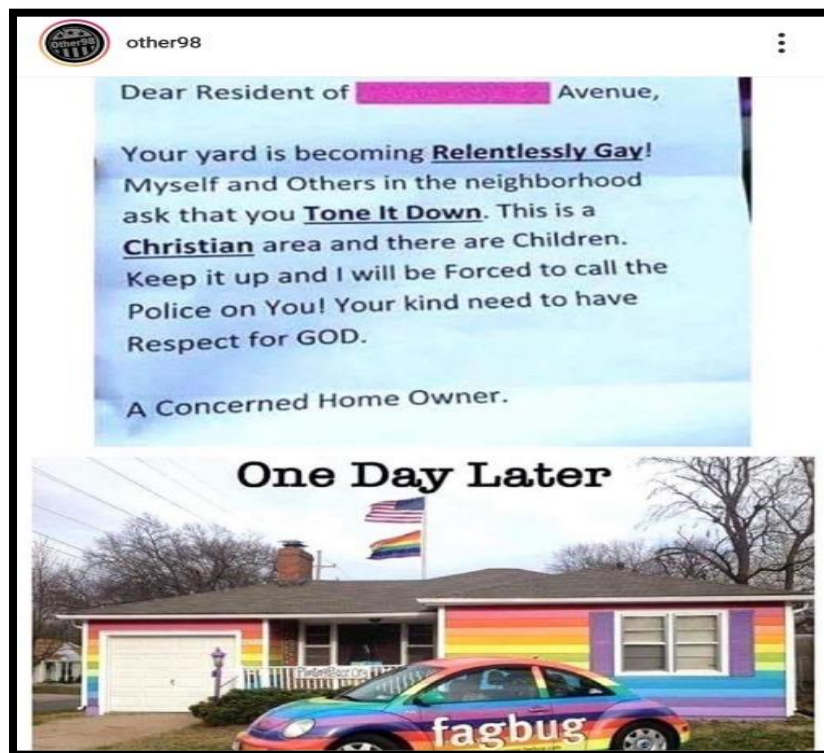 other98
Other98
Dear Resident of Avenue,
Your yard is becoming Relentlessly Gay!
Myself and Others in the neighborhood
ask that you Tone It Down. This is a
Christian area and there are Children.
Keep it up and I will be Forced to call the
Police on You! Your kind need to have
Respect for GOD.
A Concerned Home Owner.
One Day Later
fagbug